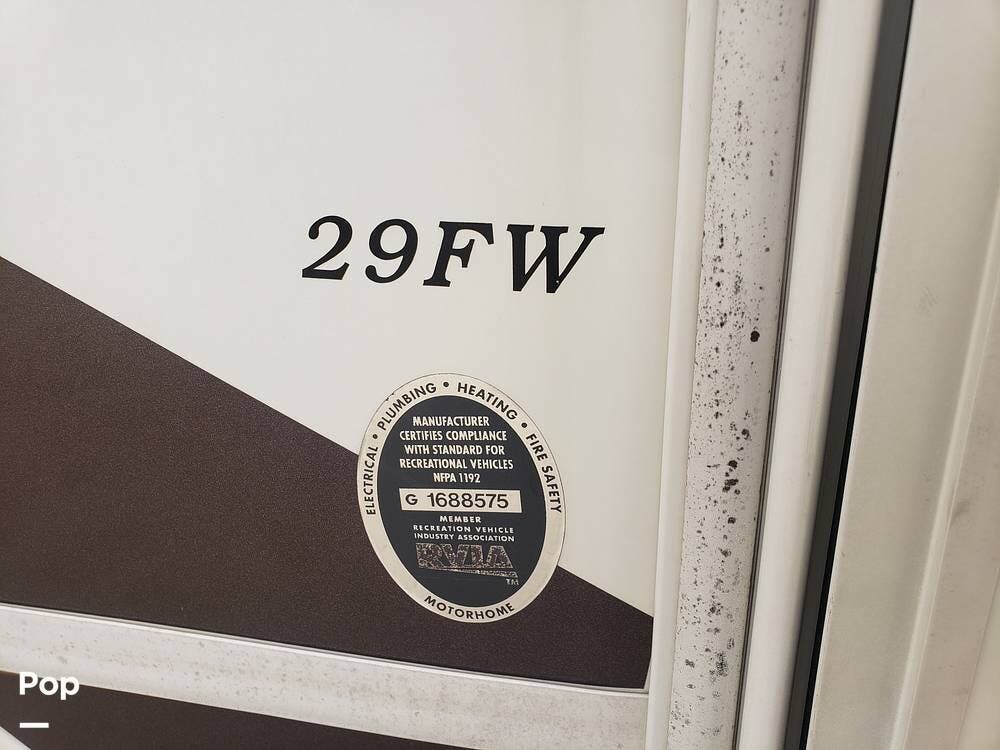 29FW
ELECTRICAL • PLUMBING • HEATING • FIRE SAFETY
MANUFACTURER
CERTIFIES COMPLIANCE
WITH STANDARD FOR
RECREATIONAL VEHICLES
NFPA 1192
G 1688575
MEMBER
RECREATION VEHICLE
INDUSTRY ASSOCIATION
RVIA
TM
MOTORHOME
Pop